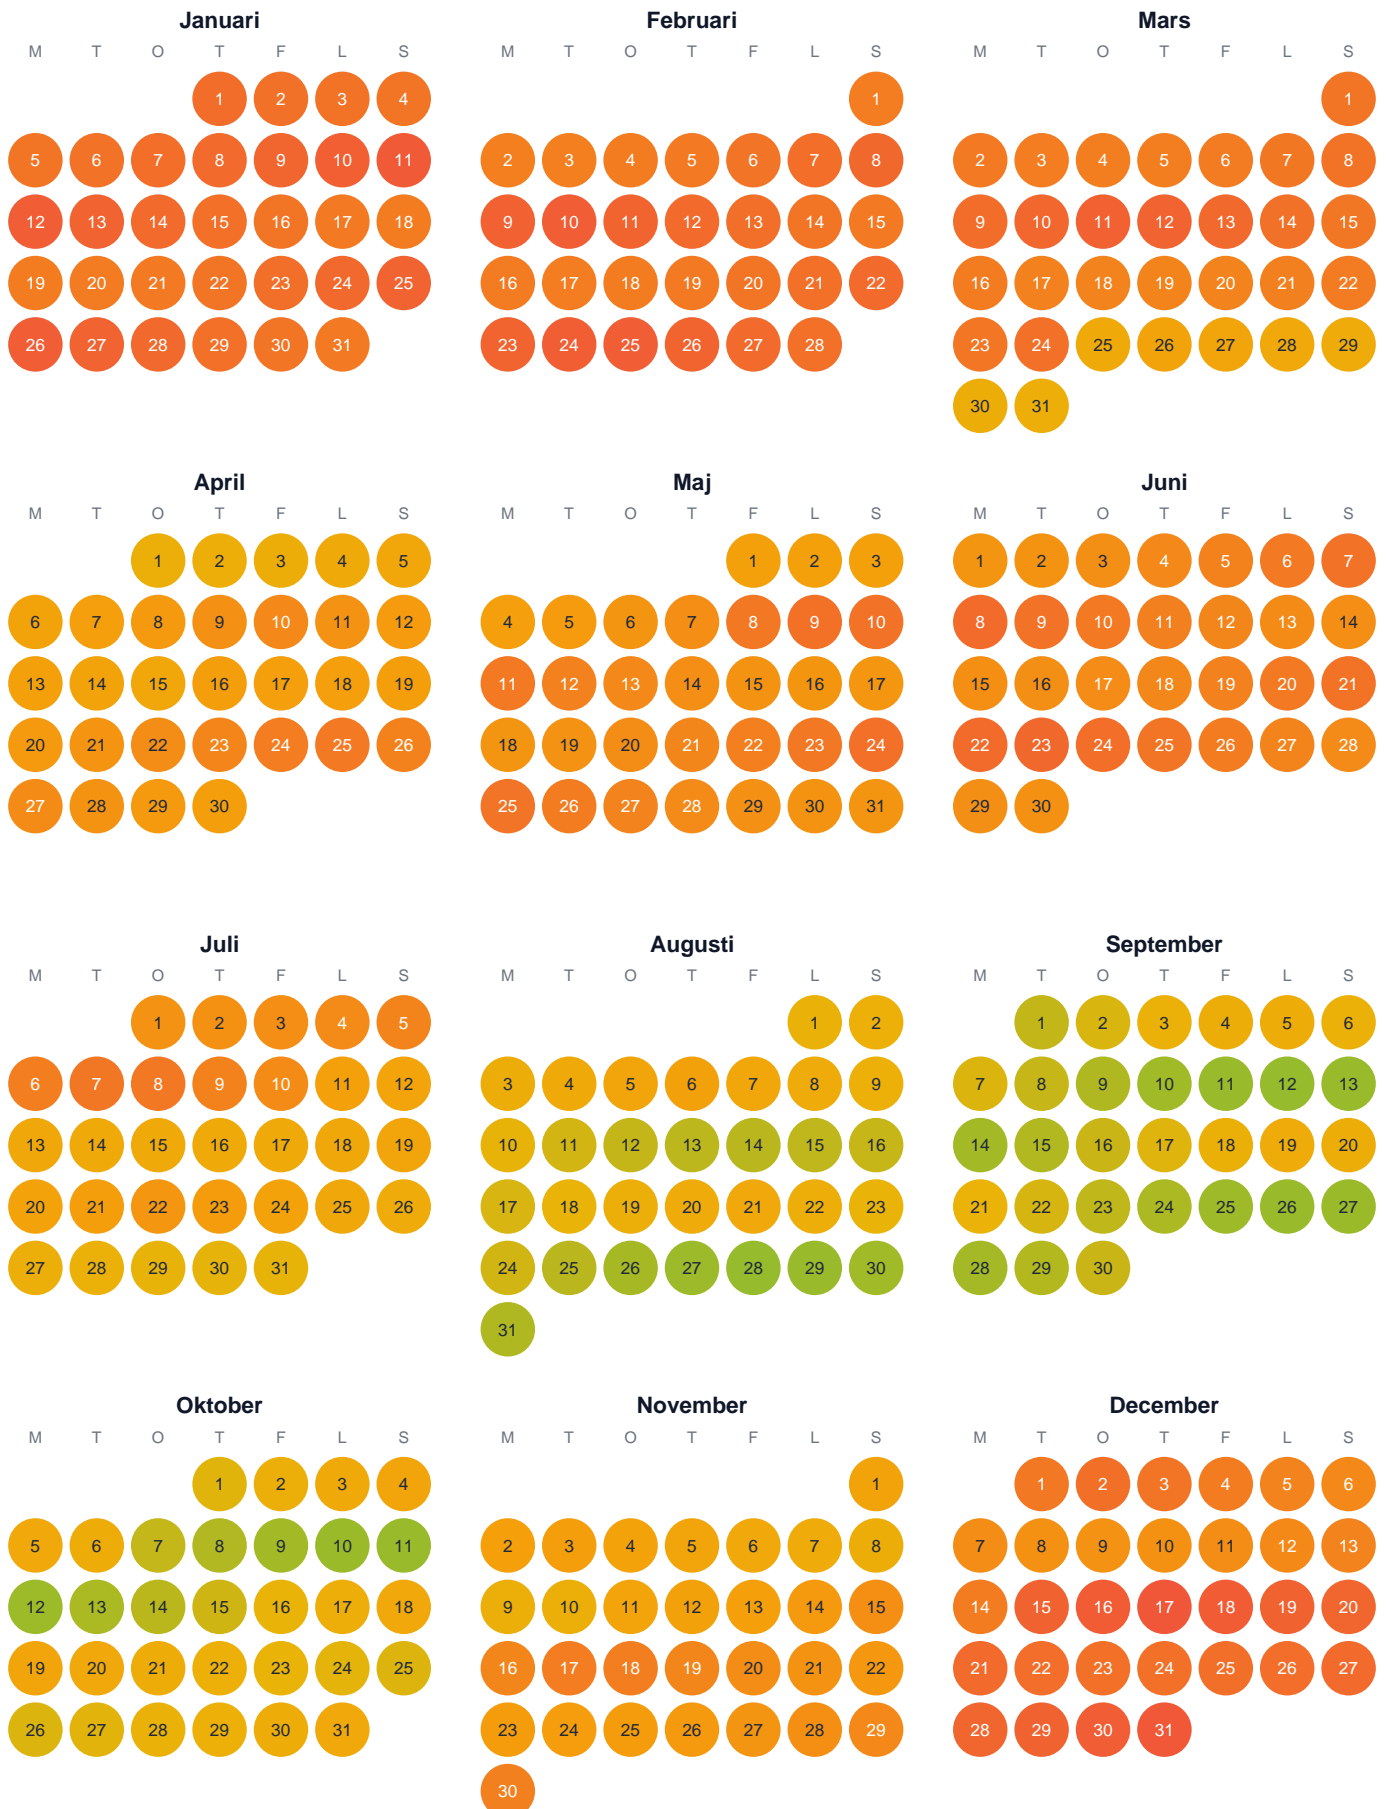 Januari Februari Mars
M T O T F L S M T O T F L S M T O T F L S
1 2 3 4 1 1
5 6 7 8 9 10 11 2 3 4 5 6 7 8 2 3 4 5 6 7 8
12 13 14 15 16 17 18 9 10 11 12 13 14 15 9 10 11 12 13 14 15
19 20 21 22 23 24 25 16 17 18 19 20 21 22 16 17 18 19 20 21 22
26 27 28 29 30 31 23 24 25 26 27 28 23 24 25 26 27 28 29
30 31
April Maj Juni
M T O T F L S M T O T F L S M T O T F L S
1 2 3 4 5 1 2 3 1 2 3 4 5 6 7
6 7 8 9 10 11 12 4 5 6 7 8 9 10 8 9 10 11 12 13 14
13 14 15 16 17 18 19 11 12 13 14 15 16 17 15 16 17 18 19 20 21
20 21 22 23 24 25 26 18 19 20 21 22 23 24 22 23 24 25 26 27 28
27 28 29 30 25 26 27 28 29 30 31 29 30
Juli Augusti September
M T O T F L S M T O T F L S M T O T F L S
1 2 3 4 5 1 2 1 2 3 4 5 6
6 7 8 9 10 11 12 3 4 5 6 7 8 9 7 8 9 10 11 12 13
13 14 15 16 17 18 19 10 11 12 13 14 15 16 14 15 16 17 18 19 20
20 21 22 23 24 25 26 17 18 19 20 21 22 23 21 22 23 24 25 26 27
27 28 29 30 31 24 25 26 27 28 29 30 28 29 30
31
Oktober November December
M T O T F L S M T O T F L S M T O T F L S
1 2 3 4 1 1 2 3 4 5 6
5 6 7 8 9 10 11 2 3 4 5 6 7 8 7 8 9 10 11 12 13
12 13 14 15 16 17 18 9 10 11 12 13 14 15 14 15 16 17 18 19 20
19 20 21 22 23 24 25 16 17 18 19 20 21 22 21 22 23 24 25 26 27
26 27 28 29 30 31 23 24 25 26 27 28 29 28 29 30 31
30